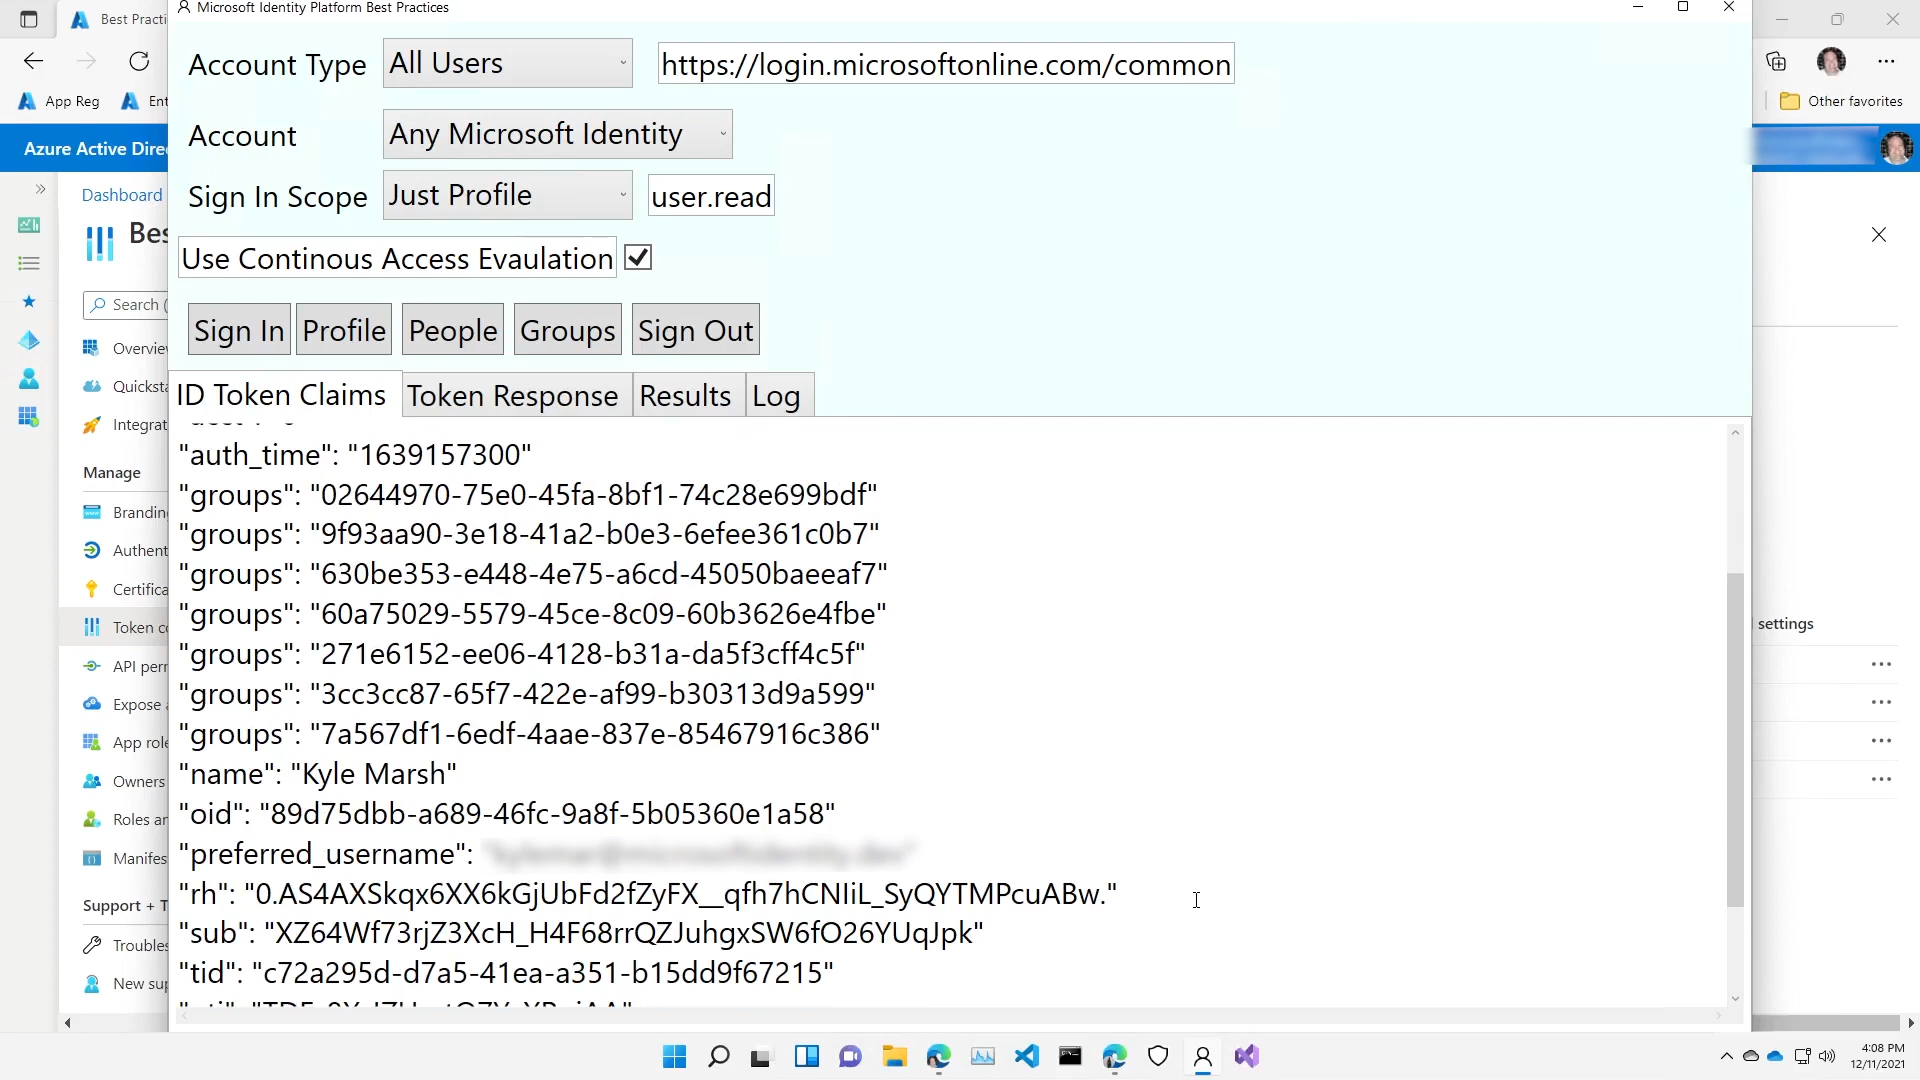 Best Practi
Microsoft Identity Platform Best Practices
App Reg
Ent
Other favorites
Azure Active Dire
Dashboard
Bes
Search (
Overvie
Quicksta
Integrat
Manage
Brandin
Authent
Certifica
Token co
API perr
Expose a
App role
Owners
Roles an
Manifes
Support + T
Troubles
New sup
Account Type
All Users
https://login.microsoftonline.com/common
Account
Any Microsoft Identity
Sign In Scope
Just Profile
user.read
Use Continous Access Evaulation
Sign In
Profile
People
Groups
Sign Out
ID Token Claims
Token Response
Results
Log
"auth_time": "1639157300"
"groups": "02644970-75e0-45fa-8bf1-74c28e699bdf"
"groups": "9f93aa90-3e18-41a2-b0e3-6efee361c0b7"
"groups": "630be353-e448-4e75-a6cd-45050baeeaf7"
"groups": "60a75029-5579-45ce-8c09-60b3626e4fbe"
"groups": "271e6152-ee06-4128-b31a-da5f3cff4c5f"
"groups": "3cc3cc87-65f7-422e-af99-b30313d9a599"
"groups": "7a567df1-6edf-4aae-837e-85467916c386"
"name": "Kyle Marsh"
"oid": "89d75dbb-a689-46fc-9a8f-5b05360e1a58"
"preferred_username":
"rh": "0.AS4AXSkqx6XX6kGjUbFd2fZyFX__qfh7hCNIiL_SyQYTMPcuABw."
"sub": "XZ64Wf73rjZ3XcH_H4F68rrQZJuhgxSW6fO26YUqJpk"
"tid": "c72a295d-d7a5-41ea-a351-b15dd9f67215"
settings
4:08 PM
12/11/2021